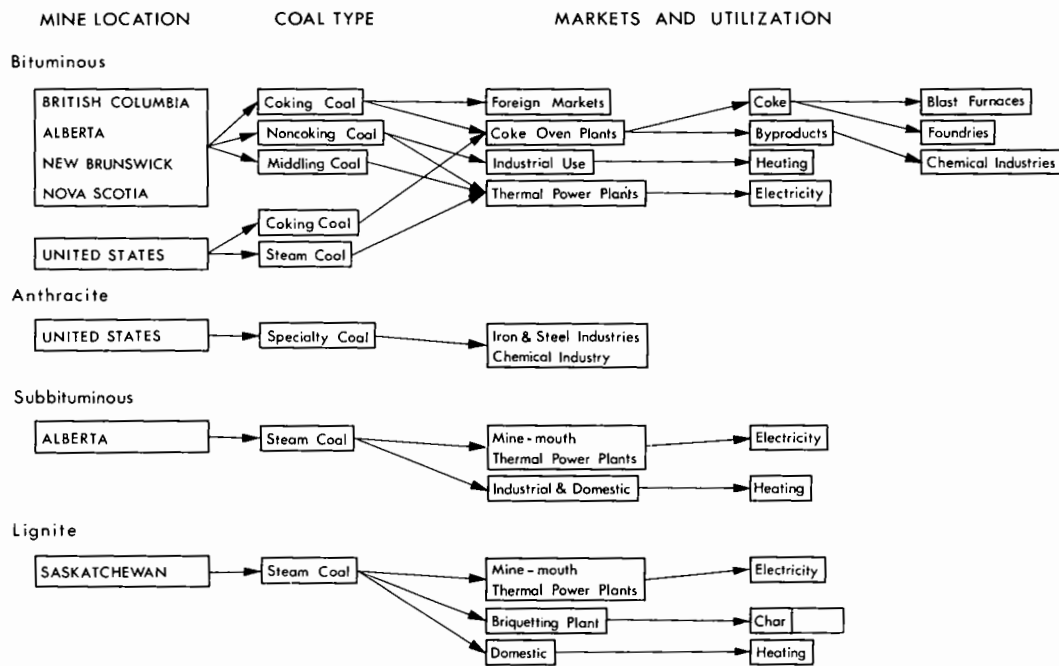 MINE LOCATION COAL TYPE MARKETS AND UTILIZATION
Bituminous
BRITISH COLUMBIA
ALBERTA
NEW BRUNSWICK
NOVA SCOTIA
Coking Coal
Noncoking Coal
Middling Coal
Foreign Markets
Coke Oven Plants
Industrial Use
Thermal Power Plants
Coke
Byproducts
Heating
Electricity
Blast Furnaces
Foundries
Chemical Industries
UNITED STATES
Coking Coal
Steam Coal
Anthracite
UNITED STATES
Specialty Coal
Iron & Steel Industries
Chemical Industry
Subbituminous
ALBERTA
Steam Coal
Mine-mouth
Thermal Power Plants
Electricity
Industrial & Domestic
Heating
Lignite
SASKATCHEWAN
Steam Coal
Mine-mouth
Thermal Power Plants
Electricity
Briquetting Plant
Char
Domestic
Heating